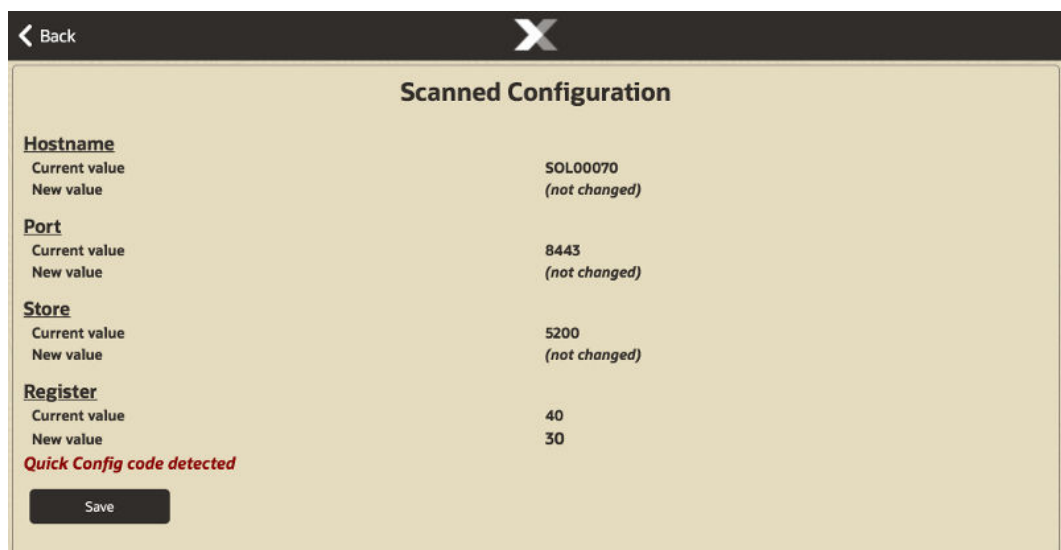 Back
Scanned Configuration
Hostname
Current value SOL00070
New value (not changed)
Port
Current value 8443
New value (not changed)
Store
Current value 5200
New value (not changed)
Register
Current value 40
New value 30
Quick Config code detected
Save